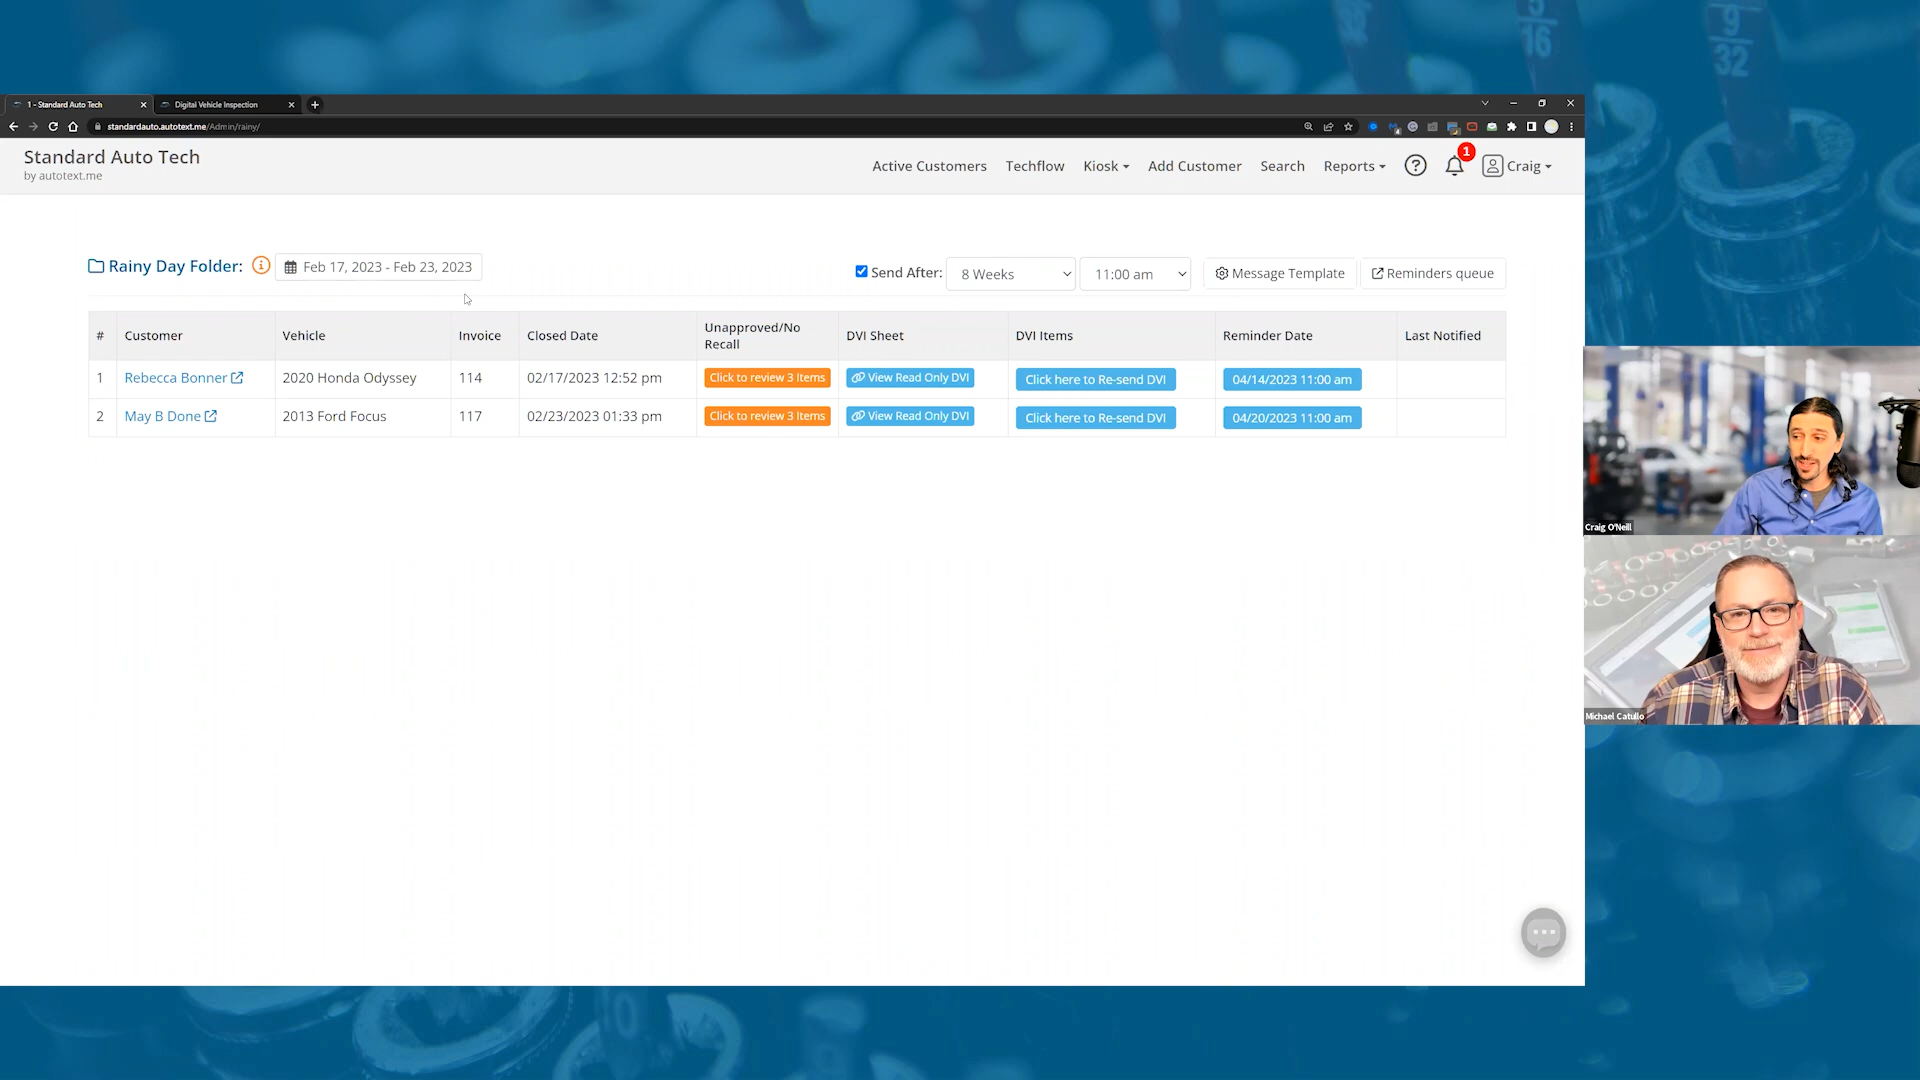 5/16
9/32
1 - Standard Auto Tech
Digital Vehicle Inspection
standardauto.autotext.me/Admin/rainy/
Standard Auto Tech
by autotext.me
Active Customers
Techflow
Kiosk
Add Customer
Search
Reports
1
Craig
Rainy Day Folder:
Feb 17, 2023 - Feb 23, 2023
Send After:
8 Weeks
11:00 am
Message Template
Reminders queue
# Customer Vehicle Invoice Closed Date Unapproved/No Recall DVI Sheet DVI Items Reminder Date Last Notified
1 Rebecca Bonner 2020 Honda Odyssey 114 02/17/2023 12:52 pm Click to review 3 Items View Read Only DVI Click here to Re-send DVI 04/14/2023 11:00 am
2 May B Done 2013 Ford Focus 117 02/23/2023 01:33 pm Click to review 3 Items View Read Only DVI Click here to Re-send DVI 04/20/2023 11:00 am
Craig O'Neill
Michael Catullo